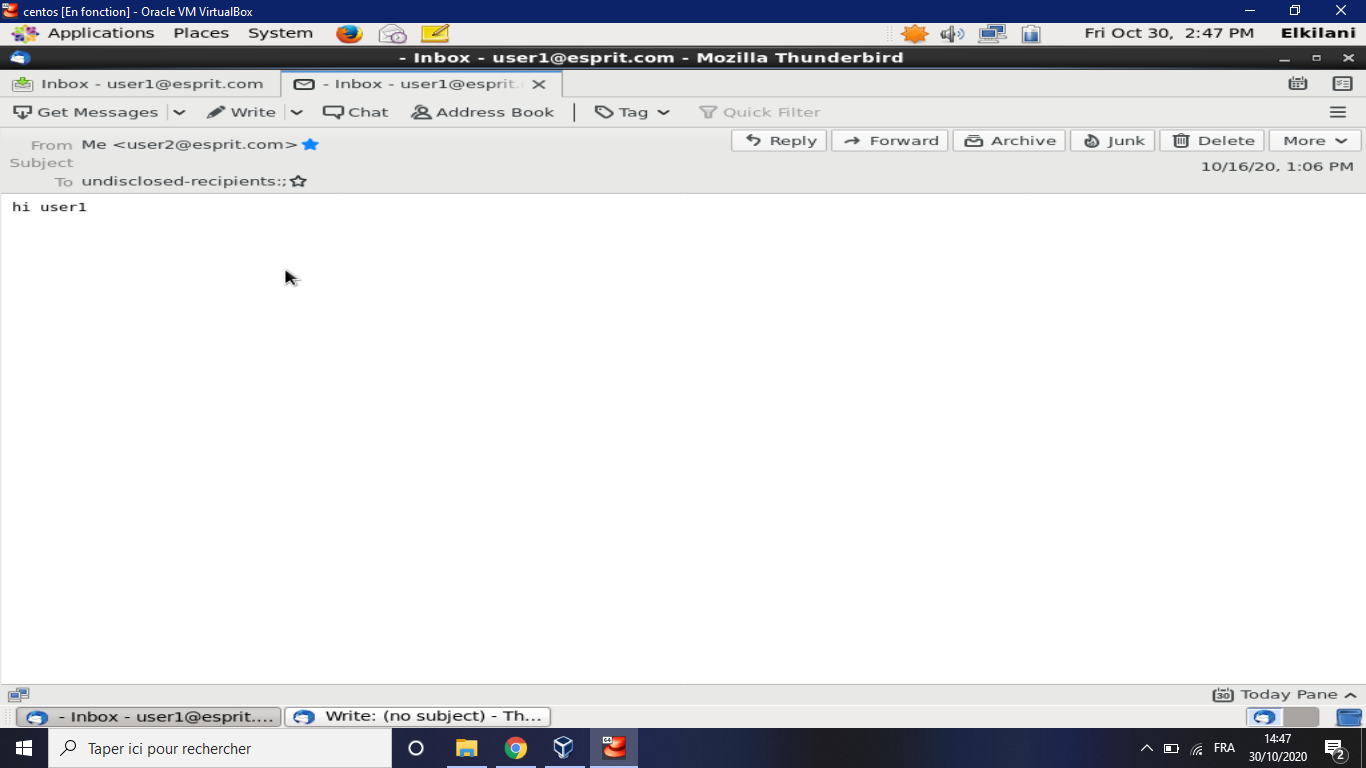 centos [En fonction] - Oracle VM VirtualBox
Applications Places System Fri Oct 30, 2:47 PM Elkilani
- Inbox - user1@esprit.com - Mozilla Thunderbird
Inbox - user1@esprit.com - Inbox - user1@esprit.
Get Messages Write Chat Address Book Tag Quick Filter
From Me <user2@esprit.com> Reply Forward Archive Junk Delete More
Subject 10/16/20, 1:06 PM
To undisclosed-recipients:;
hi user1
30 Today Pane
- Inbox - user1@esprit.... Write: (no subject) - Th...
Taper ici pour rechercher 64 FRA 14:47
30/10/2020 2